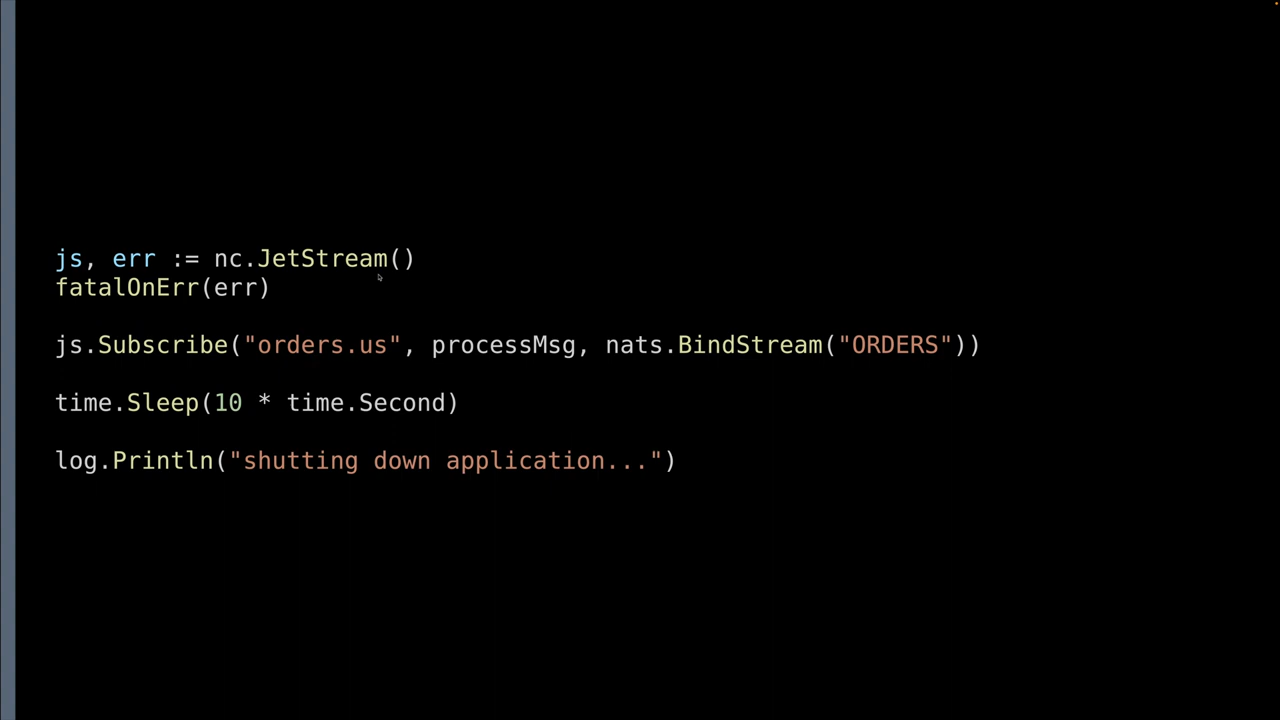 js, err := nc.JetStream()
fatalOnErr(err)
js.Subscribe("orders.us", processMsg, nats.BindStream("ORDERS"))
time.Sleep(10 * time.Second)
log.Println("shutting down application...")